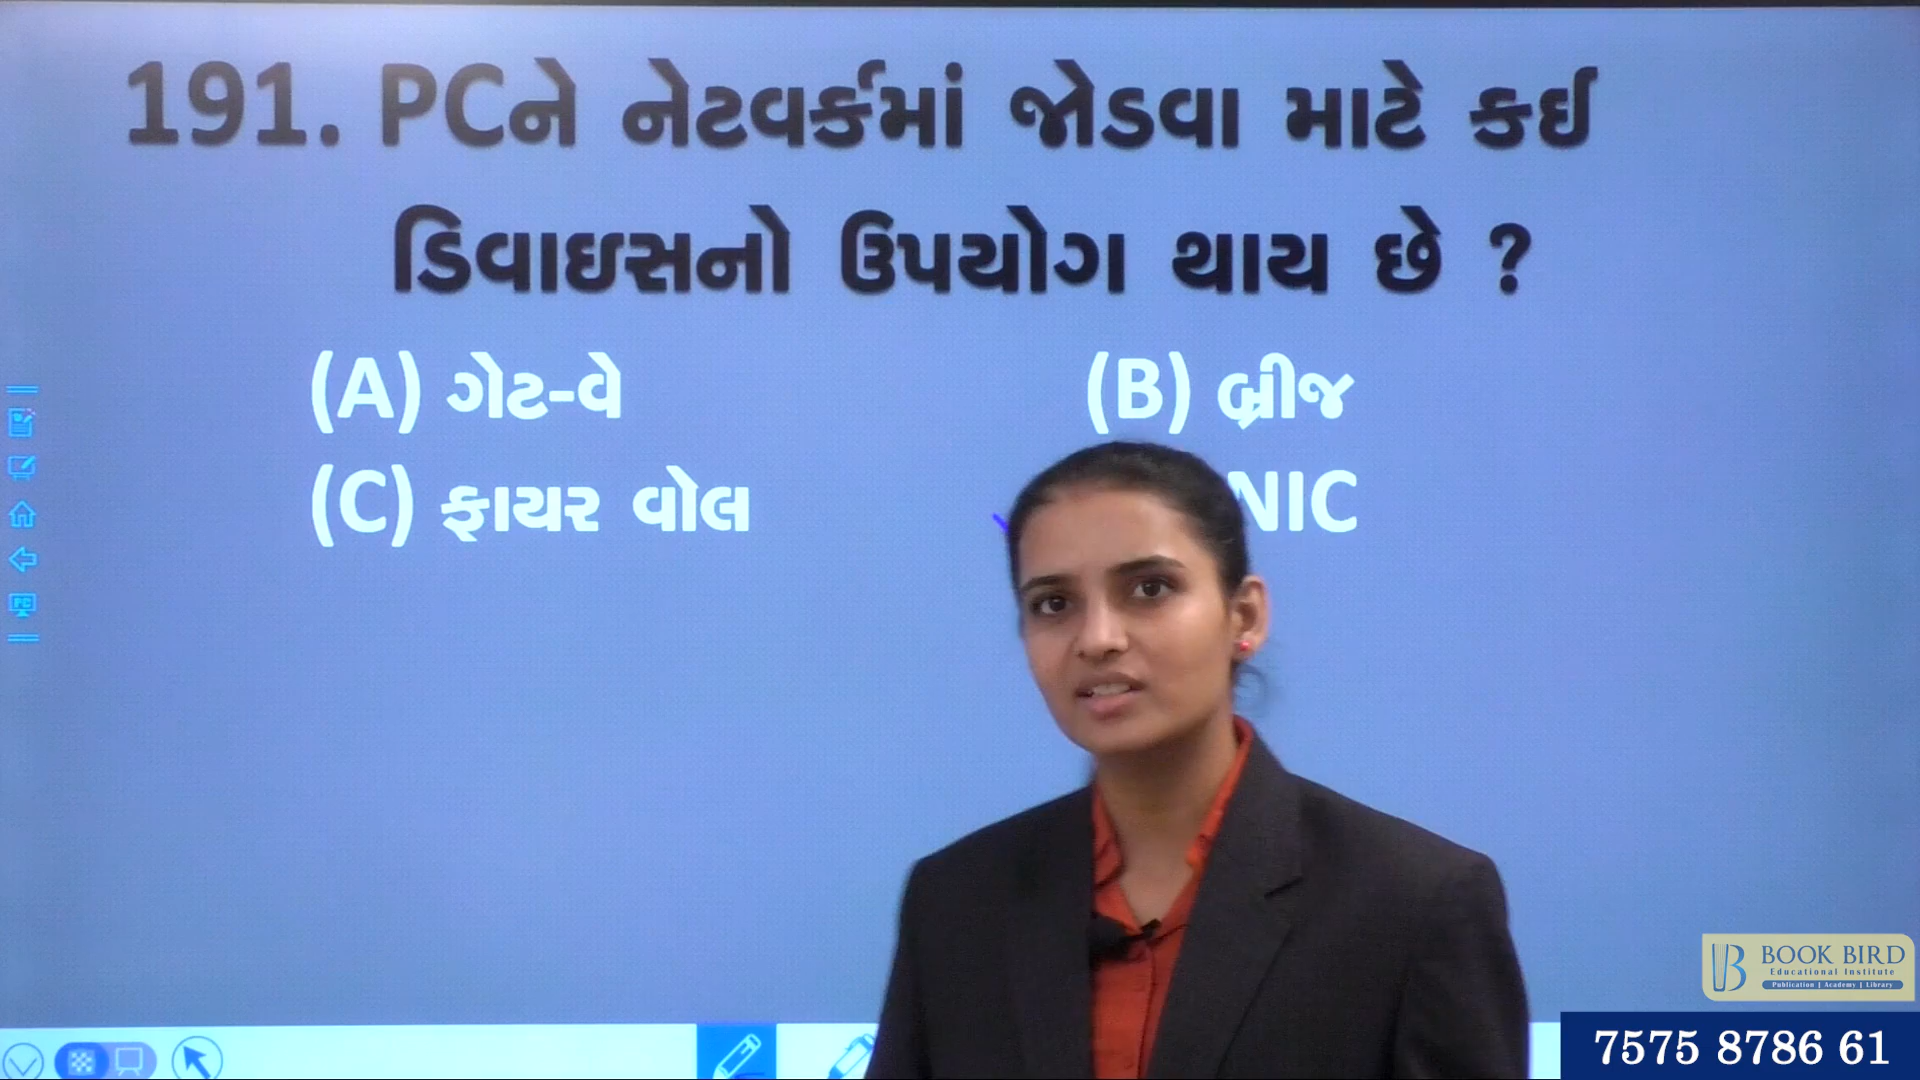 191. PCને નેટવર્કમાં જોડવા માટે કઈ
ડિવાઇસનો ઉપયોગ થાય છે ?
(A) ગેટ-વે
(B) બ્રીજ
(C) ફાયર વોલ
NIC
PC
BOOK BIRD
Educational Institute
Publication | Academy | Library
7575 8786 61